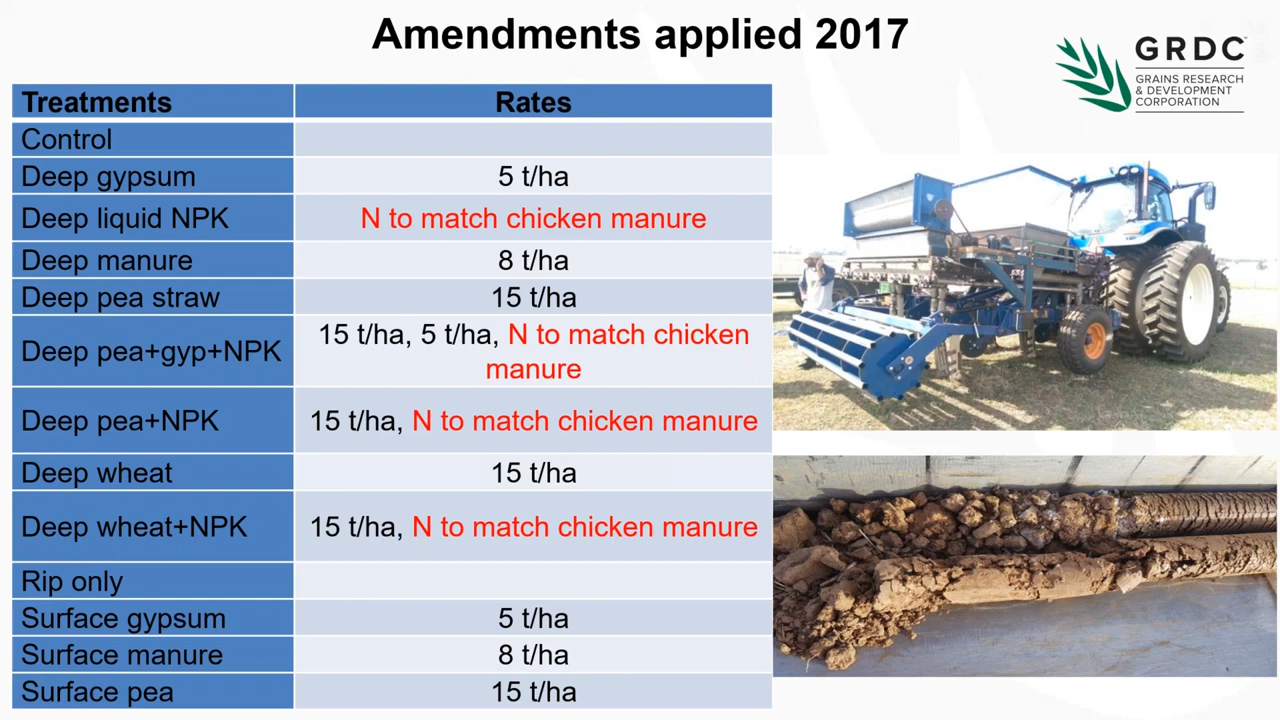 Amendments applied 2017
GRDC™
GRAINS RESEARCH
& DEVELOPMENT
CORPORATION
Treatments Rates
Control
Deep gypsum 5 t/ha
Deep liquid NPK N to match chicken manure
Deep manure 8 t/ha
Deep pea straw 15 t/ha
Deep pea+gyp+NPK 15 t/ha, 5 t/ha, N to match chicken
manure
Deep pea+NPK 15 t/ha, N to match chicken manure
Deep wheat 15 t/ha
Deep wheat+NPK 15 t/ha, N to match chicken manure
Rip only
Surface gypsum 5 t/ha
Surface manure 8 t/ha
Surface pea 15 t/ha